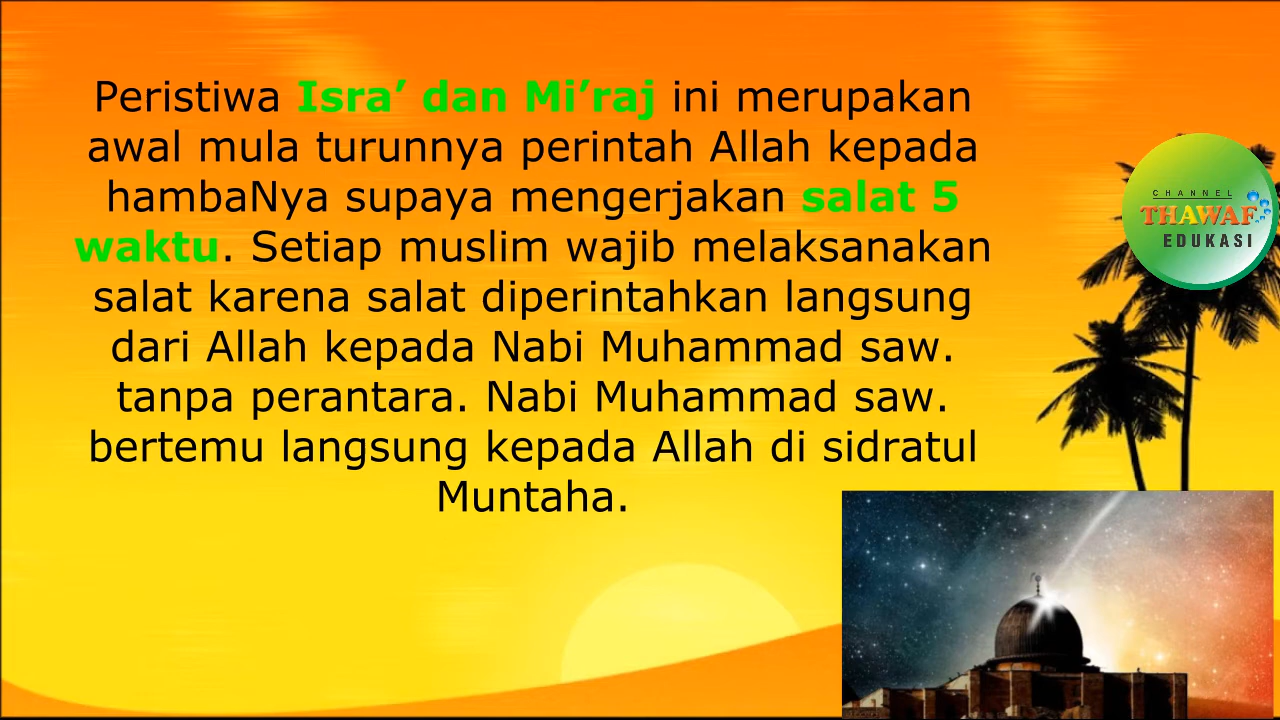 Peristiwa Isra’ dan Mi’raj ini merupakan
awal mula turunnya perintah Allah kepada
hambaNya supaya mengerjakan salat 5
waktu. Setiap muslim wajib melaksanakan
salat karena salat diperintahkan langsung
dari Allah kepada Nabi Muhammad saw.
tanpa perantara. Nabi Muhammad saw.
bertemu langsung kepada Allah di sidratul
Muntaha.
CHANNEL
THAWAF
EDUKASI